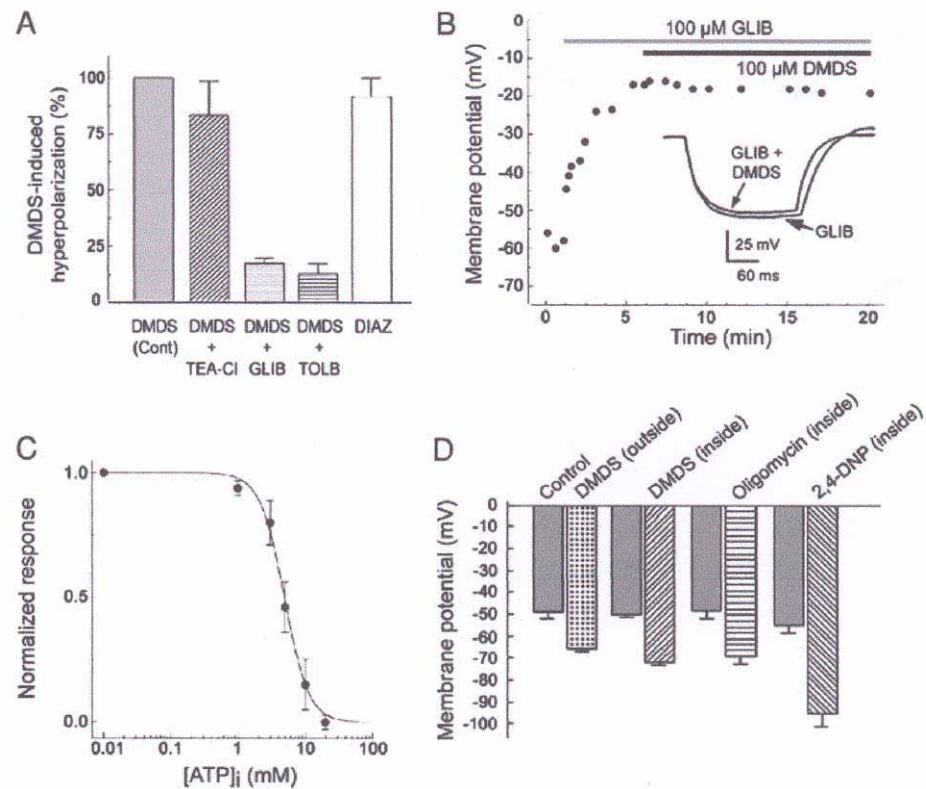 A
DMDS-induced
hyperpolarization (%)
100
75
50
25
0
DMDS
(Cont)
DMDS
+
TEA-Cl
DMDS
+
GLIB
DMDS
+
TOLB
DIAZ
B
Membrane potential (mV)
0
-10
-20
-30
-40
-50
-60
-70
100 µM GLIB
100 µM DMDS
GLIB +
DMDS
GLIB
25 mV
60 ms
0
5
10
15
20
Time (min)
C
Normalized response
1.0
0.5
0.0
0.01
0.1
1
10
100
[ATP]i (mM)
D
Control
DMDS (outside)
DMDS (inside)
Oligomycin (inside)
2,4-DNP (inside)
Membrane potential (mV)
0
-10
-20
-30
-40
-50
-60
-70
-80
-90
-100